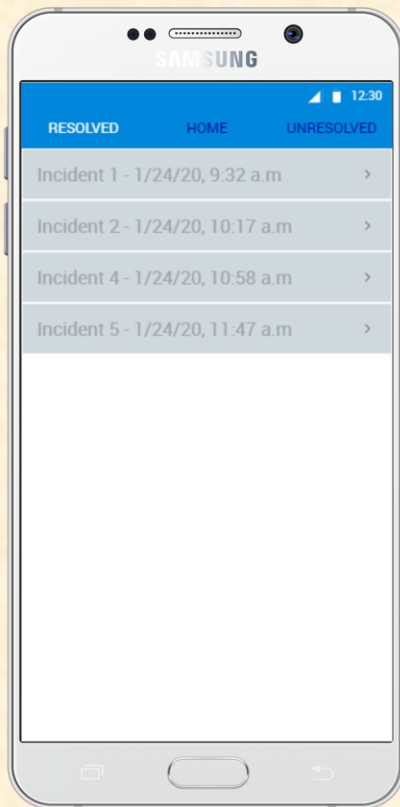 SAMSUNG
12:30
RESOLVED HOME UNRESOLVED
Incident 1 - 1/24/20, 9:32 a.m
Incident 2 - 1/24/20, 10:17 a.m
Incident 4 - 1/24/20, 10:58 a.m
Incident 5 - 1/24/20, 11:47 a.m